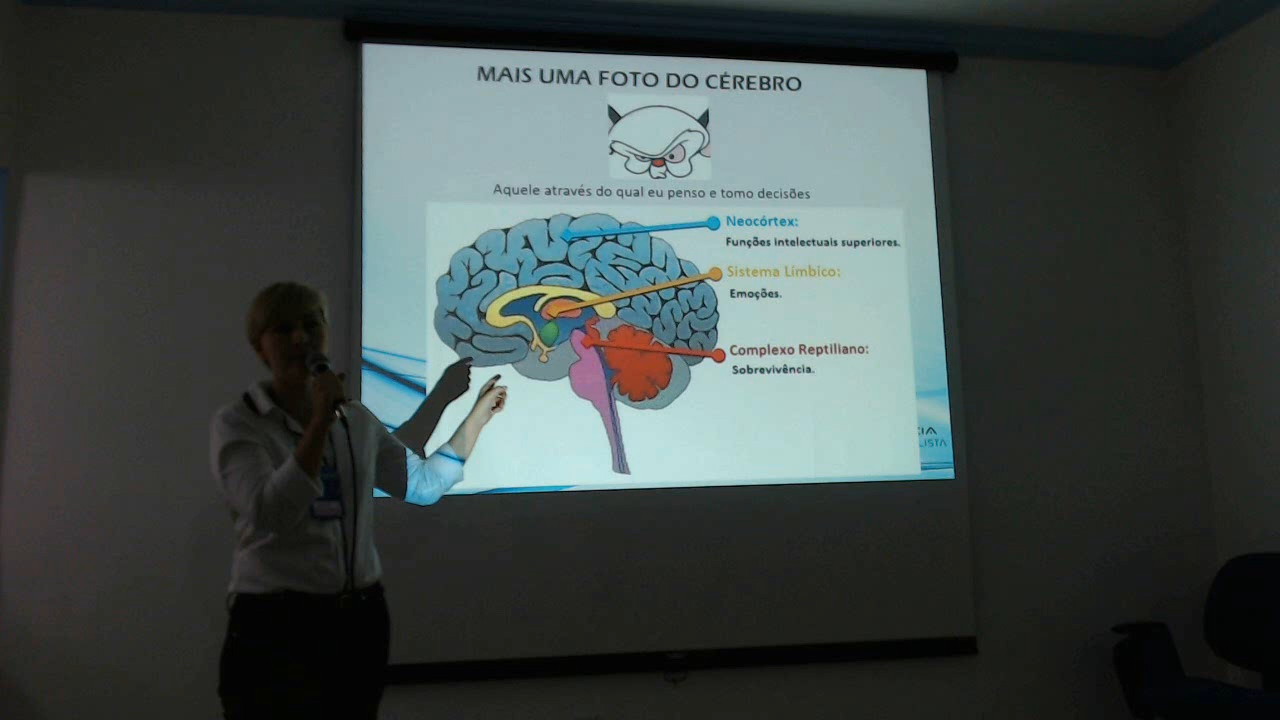 MAIS UMA FOTO DO CÉREBRO
Aquele através do qual eu penso e tomo decisões
Neocórtex:
Funções intelectuais superiores.
Sistema Límbico:
Emoções.
Complexo Reptiliano:
Sobrevivência.